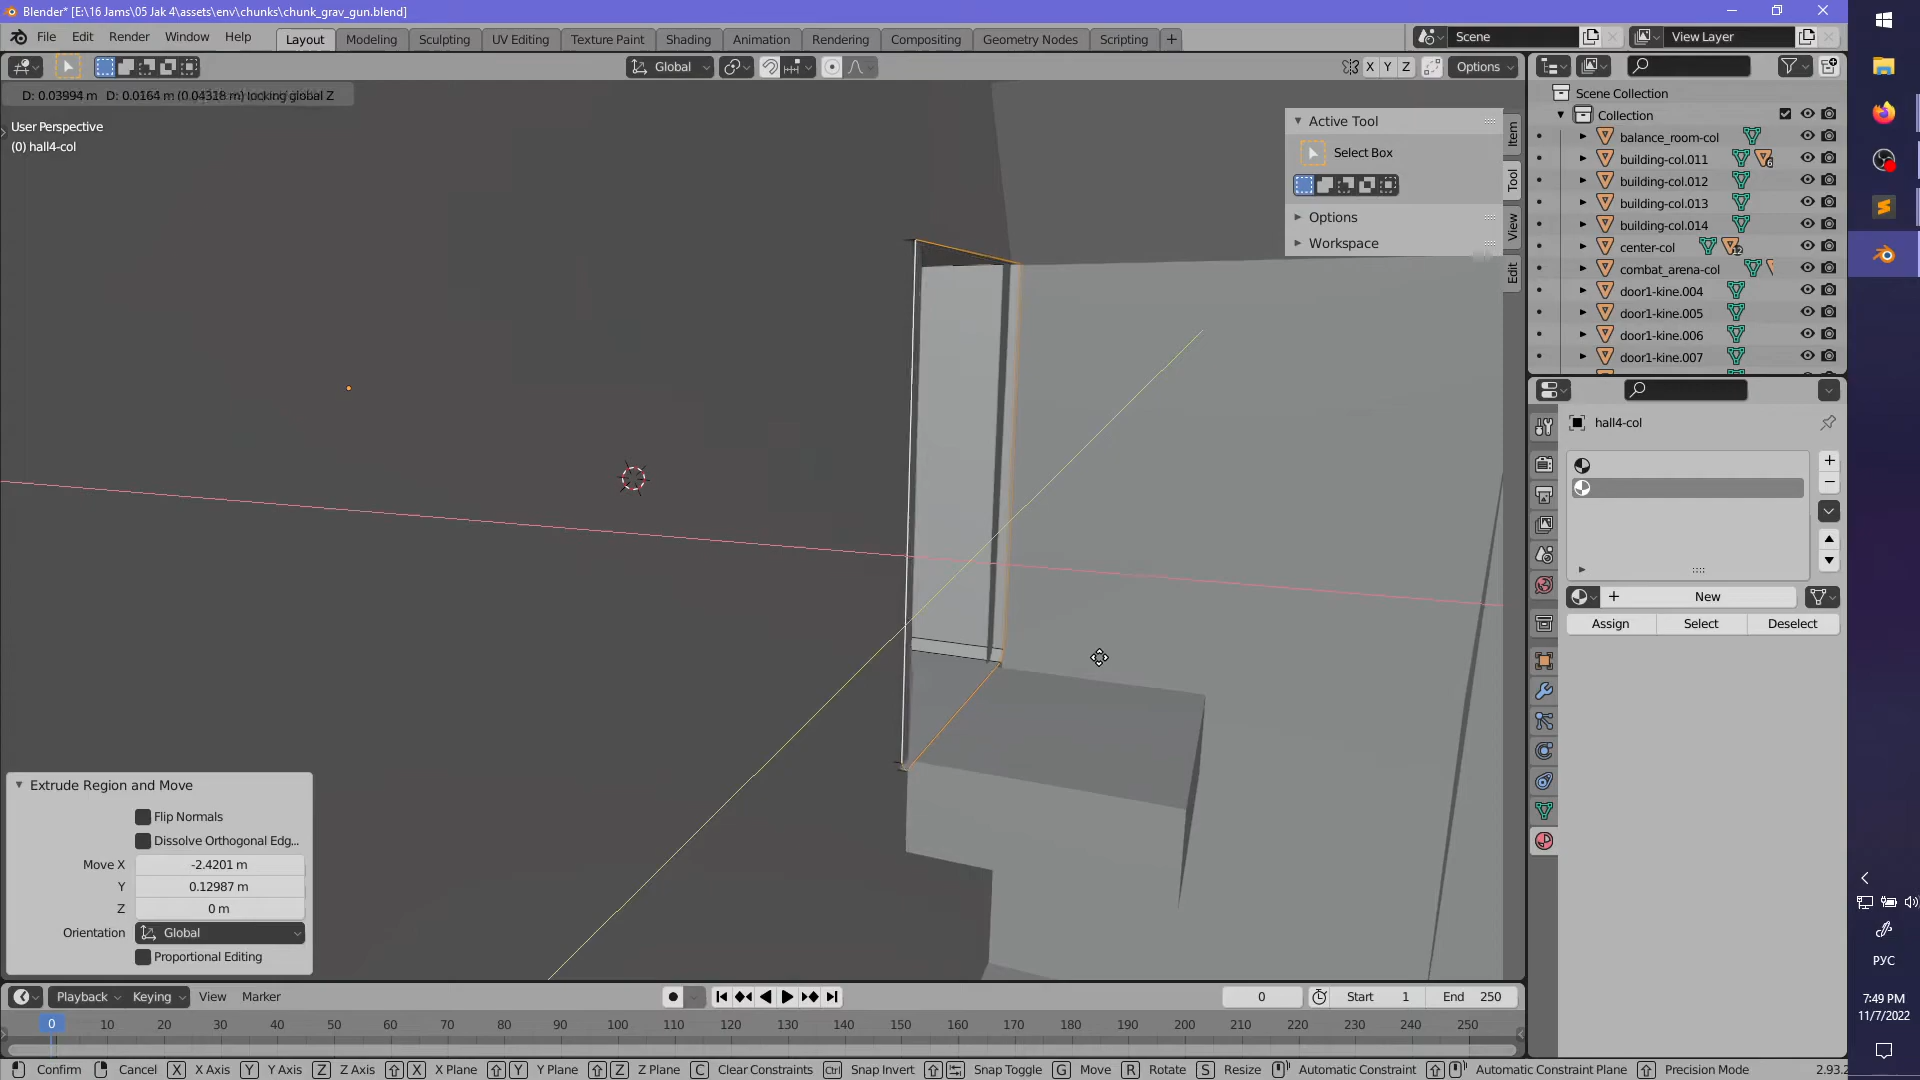 Blender* [E:\16 Jams\05 Jak 4\assets\env\chunks\chunk_grav_gun.blend]
File Edit Render Window Help Layout Modeling Sculpting UV Editing Texture Paint Shading Animation Rendering Compositing Geometry Nodes Scripting + Scene View Layer
Global X Y Z Options
D: 0.03994 m D: 0.0164 m (0.04318 m) locking global Z
User Perspective
(0) hall4-col
Active Tool
Select Box
Options
Workspace
Item
Tool
View
Edit
Scene Collection
Collection
balance_room-col
building-col.011
building-col.012
building-col.013
building-col.014
center-col
combat_arena-col
door1-kine.004
door1-kine.005
door1-kine.006
door1-kine.007
hall4-col
+ New
Assign Select Deselect
Extrude Region and Move
Flip Normals
Dissolve Orthogonal Edg...
Move X -2.4201 m
Y 0.12987 m
Z 0 m
Orientation Global
Proportional Editing
Playback Keying View Marker 0 Start 1 End 250
0 10 20 30 40 50 60 70 80 90 100 110 120 130 140 150 160 170 180 190 200 210 220 230 240 250
Confirm Cancel X X Axis Y Y Axis Z Z Axis X X Plane Y Y Plane Z Z Plane C Clear Constraints Ctrl Snap Invert Snap Toggle G Move R Rotate S Resize Automatic Constraint Automatic Constraint Plane Precision Mode 2.93.2
РУС
7:49 PM
11/7/2022